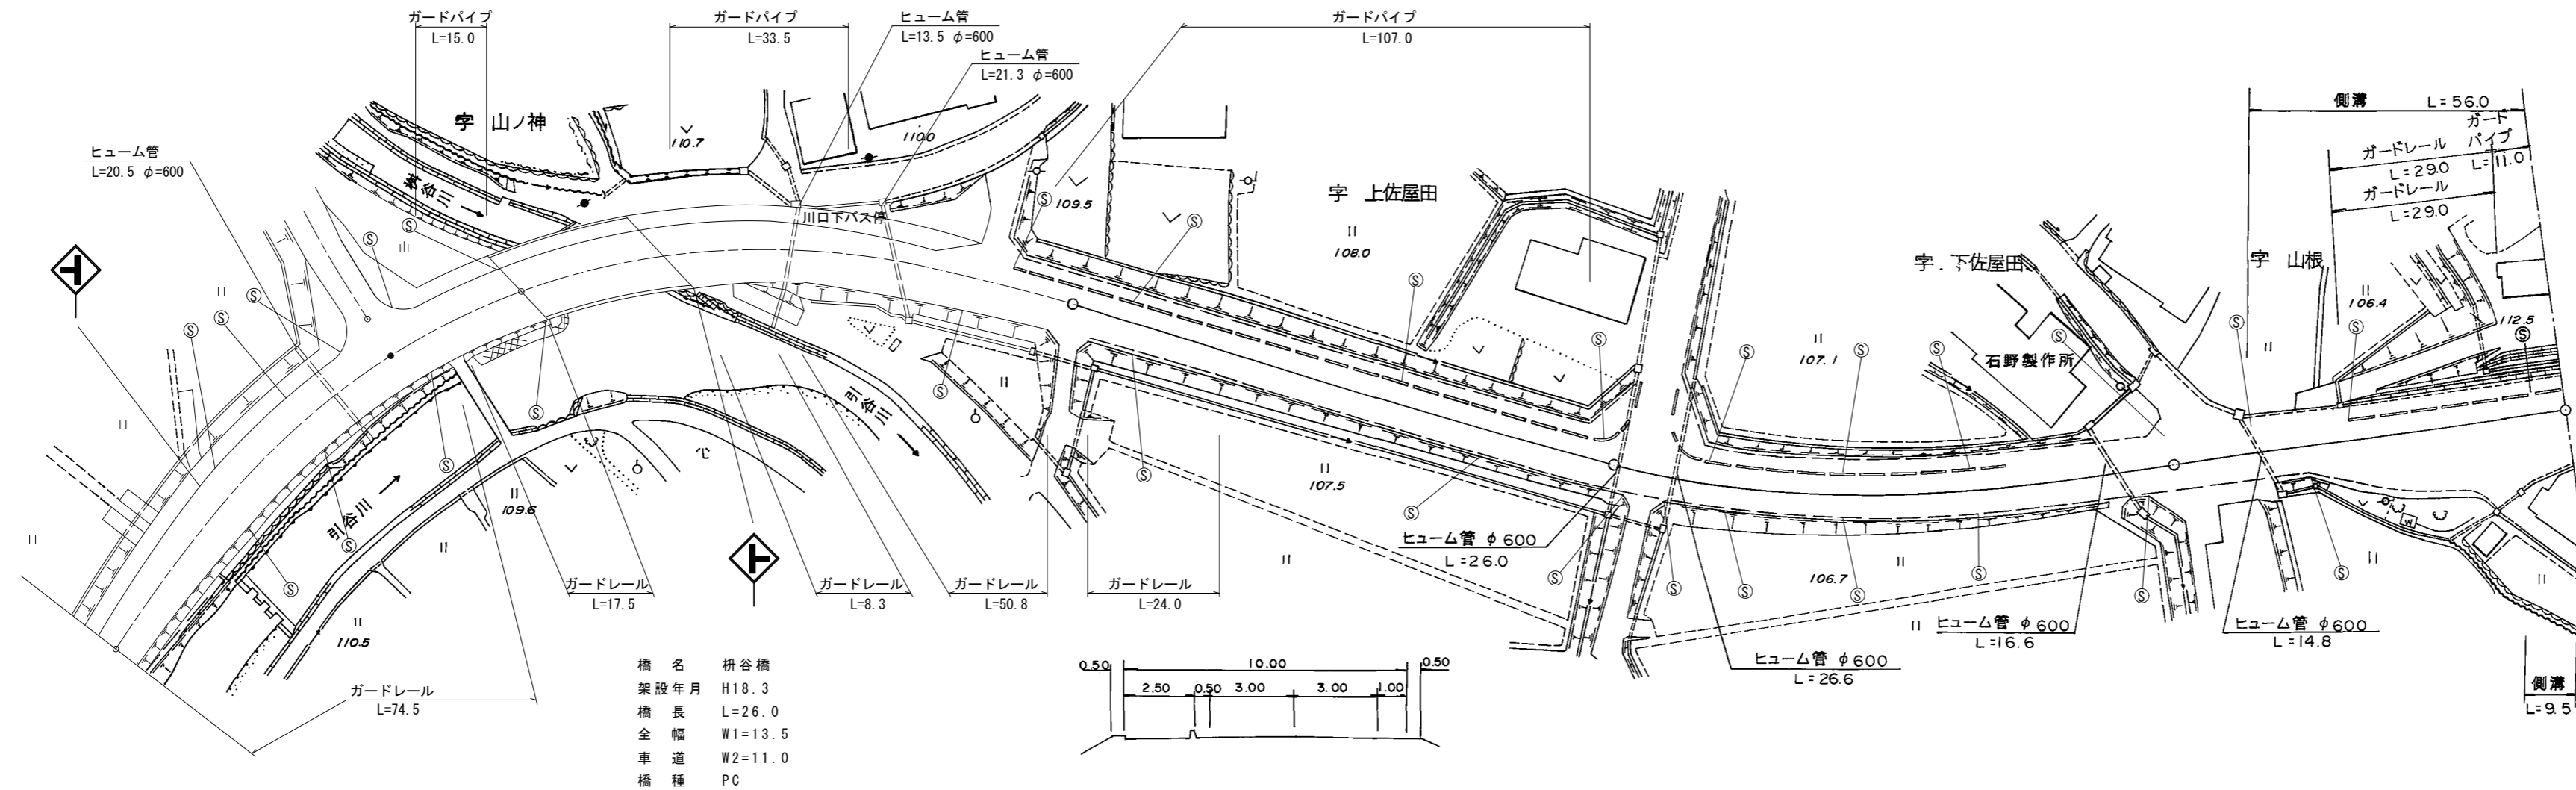 ガードパイプ
L=15.0
ガードパイプ
L=33.5
ヒューム管
L=13.5 φ=600
ヒューム管
L=21.3 φ=600
ガードパイプ
L=107.0
側溝 L=56.0
ガード
パイプ
L=11.0
ガードレール
L=29.0
ガードレール
L=29.0
ヒューム管
L=20.5 φ=600
字 山ノ神
110.7
110.0
桝谷川
川口下バス停
109.5
字 上佐屋田
108.0
字.下佐屋田
字 山根
106.4
112.5
107.1
石野製作所
引谷川
引谷川
109.6
107.5
110.5
106.7
ヒューム管 φ600
L=26.0
ヒューム管 φ600
L=26.6
ヒューム管 φ600
L=16.6
ヒューム管 φ600
L=14.8
側溝
L=9.5
ガードレール
L=17.5
ガードレール
L=8.3
ガードレール
L=50.8
ガードレール
L=24.0
ガードレール
L=74.5
橋名 枡谷橋
架設年月 H18.3
橋長 L=26.0
全幅 W1=13.5
車道 W2=11.0
橋種 PC
0.50 10.00 0.50
2.50 0.50 3.00 3.00 1.00